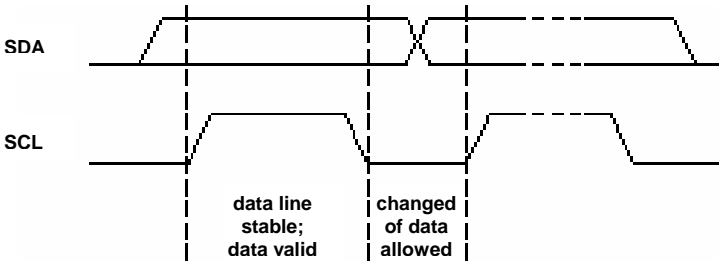 SDA
SCL
data line
stable;
data valid
changed
of data
allowed